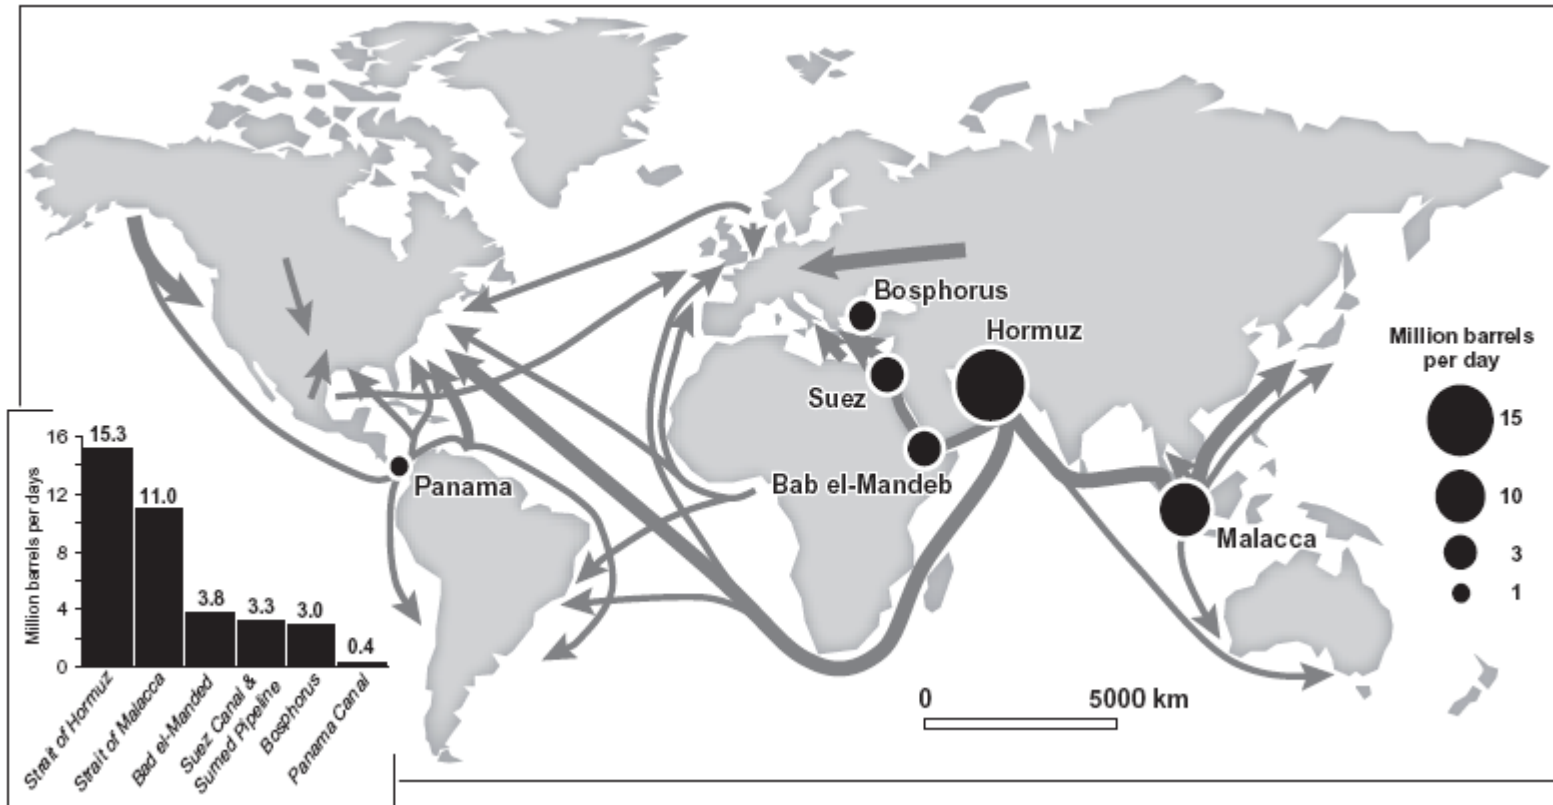 Bosphorus
Hormuz
Suez
Bab el-Mandeb
Panama
Malacca
Million barrels
per day
15
10
3
1
0
5000 km
Million barrels per days
16
12
8
4
0
15.3
11.0
3.8
3.3
3.0
0.4
Strait of Hormuz
Strait of Malacca
Bad el-Manded
Suez Canal &
Sumed Pipeline
Bosphorus
Panama Canal